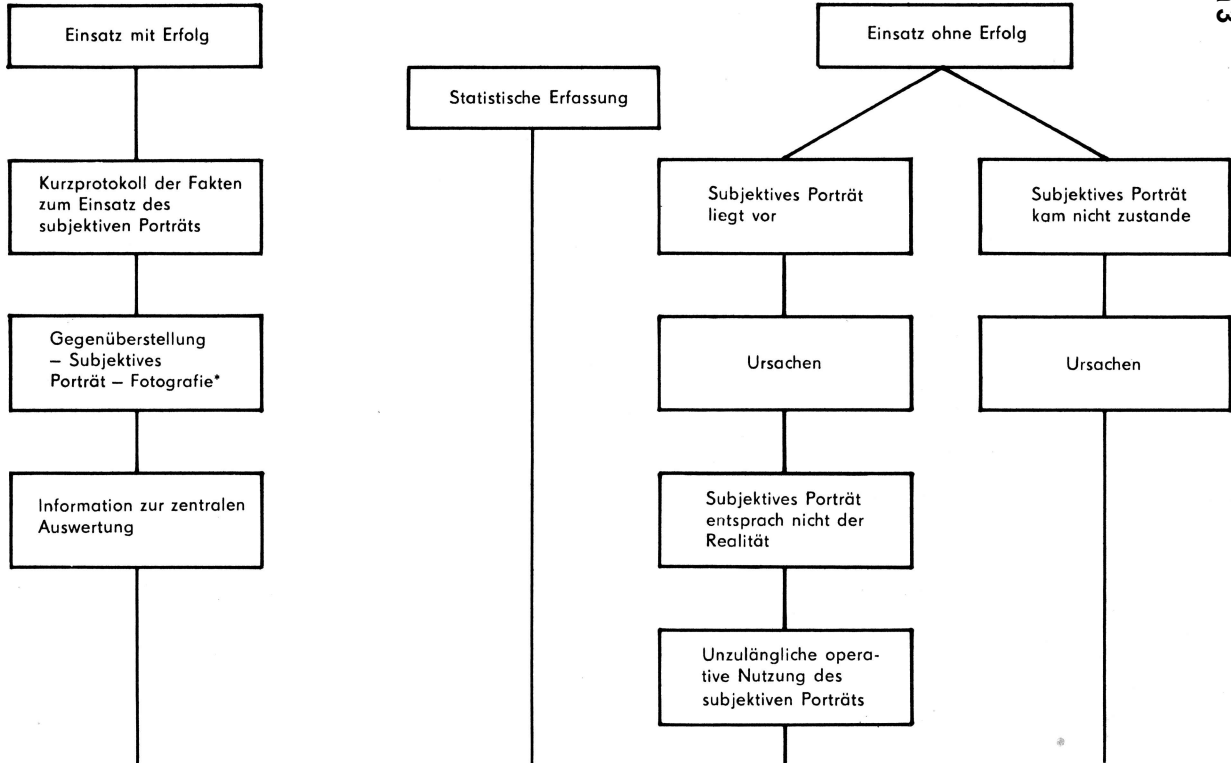 13
Einsatz mit Erfolg
Einsatz ohne Erfolg
Statistische Erfassung
Kurzprotokoll der Fakten
zum Einsatz des
subjektiven Porträts
Subjektives Porträt
liegt vor
Subjektives Porträt
kam nicht zustande
Gegenüberstellung
– Subjektives
Porträt – Fotografie*
Ursachen
Ursachen
Information zur zentralen
Auswertung
Subjektives Porträt
entsprach nicht der
Realität
Unzulängliche opera-
tive Nutzung des
subjektiven Porträts